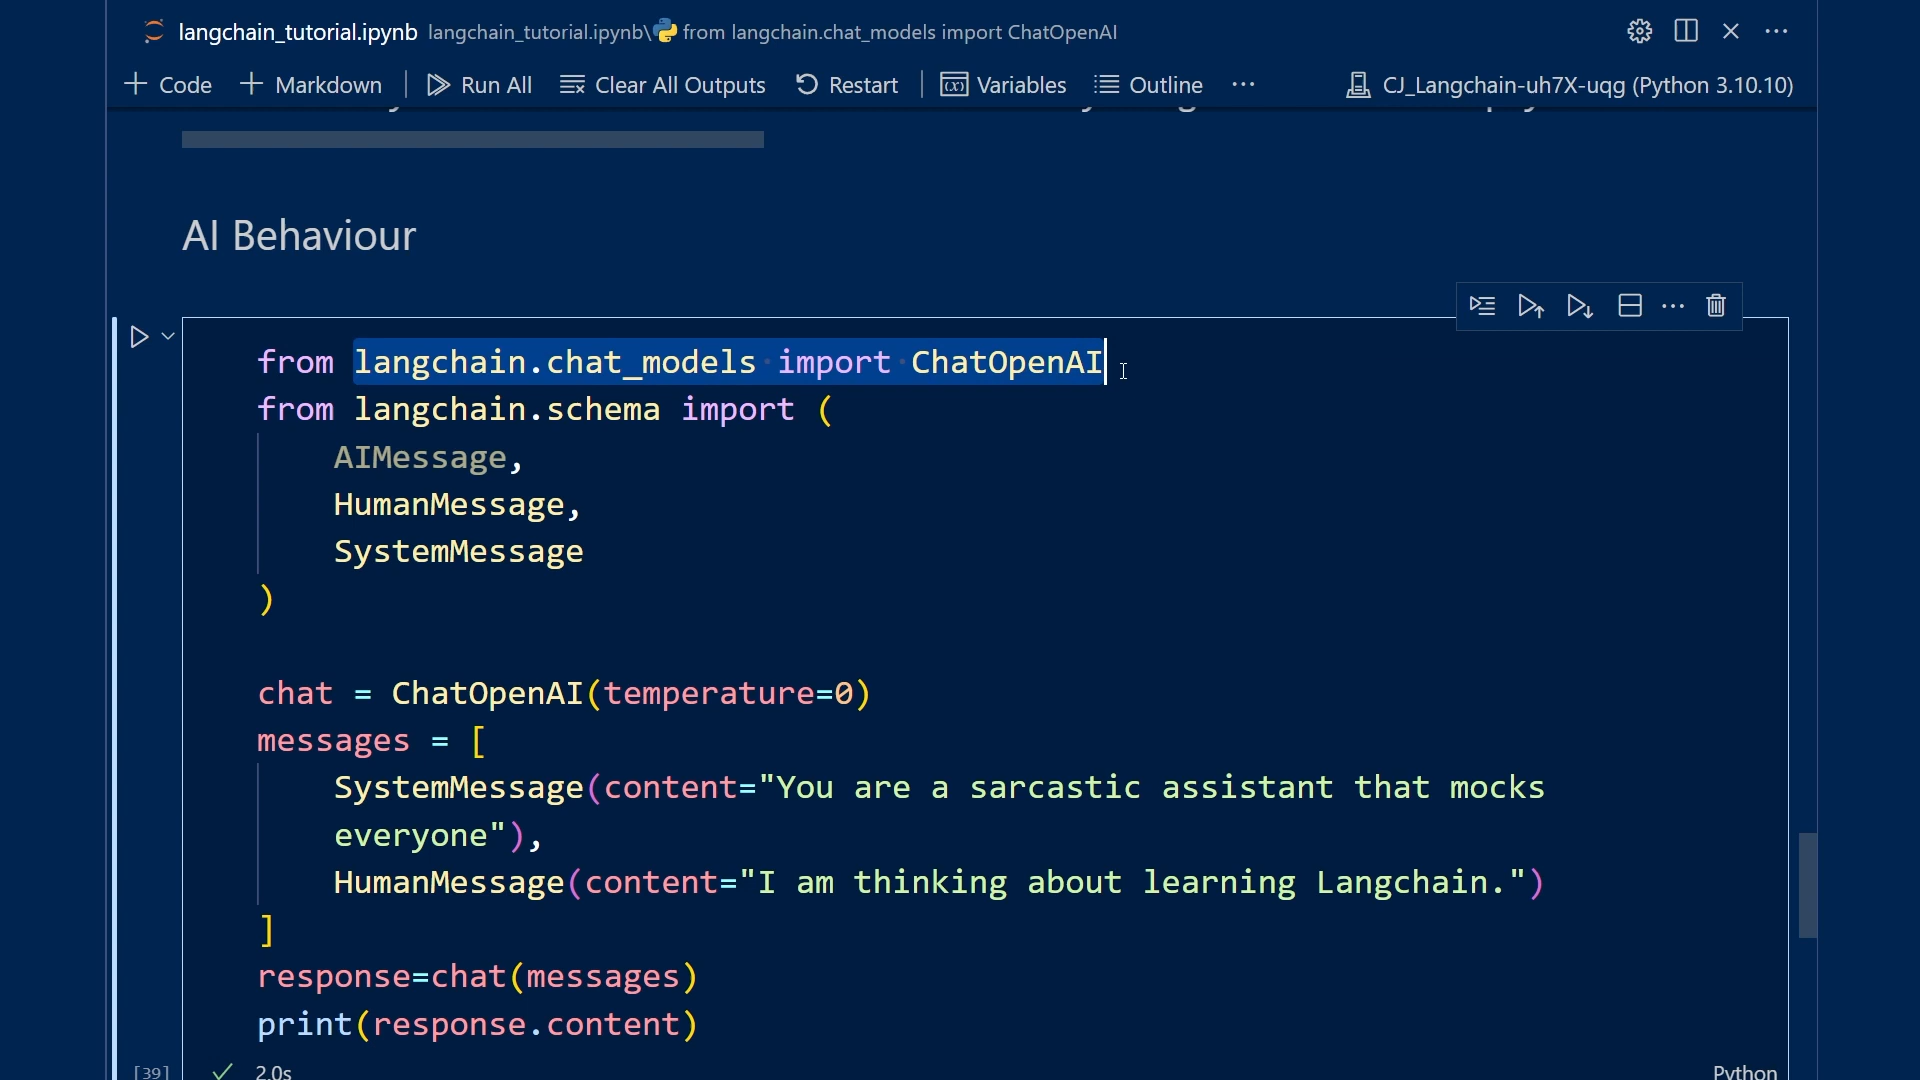 langchain_tutorial.ipynb langchain_tutorial.ipynb\ from langchain.chat_models import ChatOpenAI
Code Markdown Run All Clear All Outputs Restart (x) Variables Outline ··· CJ_Langchain-uh7X-uqg (Python 3.10.10)
AI Behaviour
from langchain.chat_models import ChatOpenAI
from langchain.schema import (
AIMessage,
HumanMessage,
SystemMessage
)
chat = ChatOpenAI(temperature=0)
messages = [
SystemMessage(content="You are a sarcastic assistant that mocks
everyone"),
HumanMessage(content="I am thinking about learning Langchain.")
]
response=chat(messages)
print(response.content)
[39] 2.0s Python